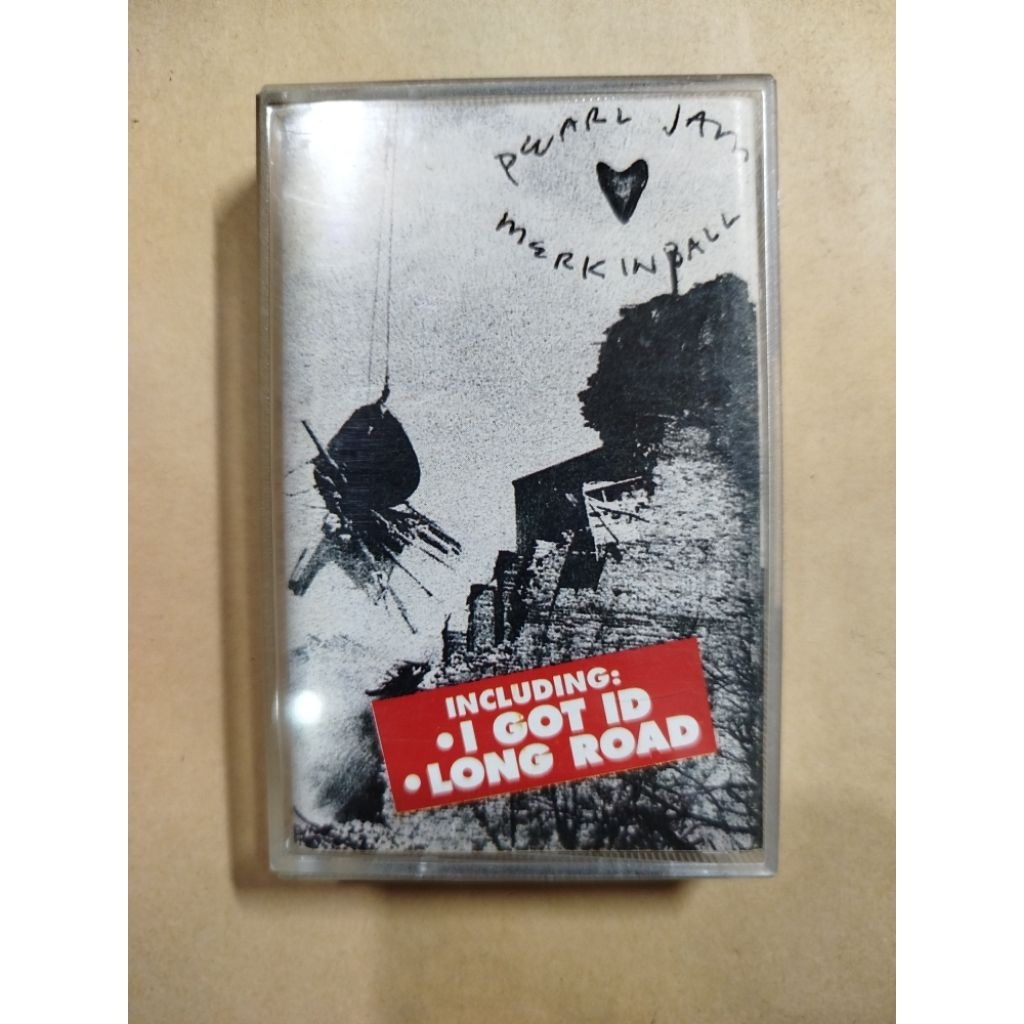 PEARL JAM
MERKINBALL
INCLUDING:
• I GOT ID
• LONG ROAD